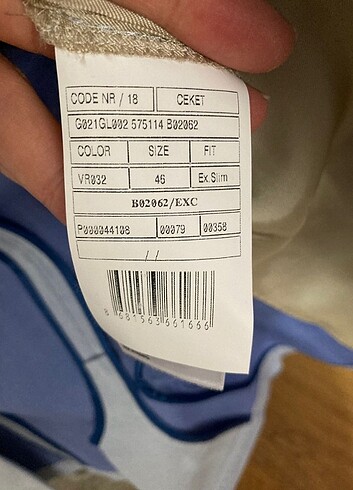 CODE NR / 18 CEKET
G021GL002 575114 B02062
COLOR SIZE FIT
VR032 46 Ex.Slim
B02062/EXC
P000044108 00079 00358
/ /
8 681563 661666